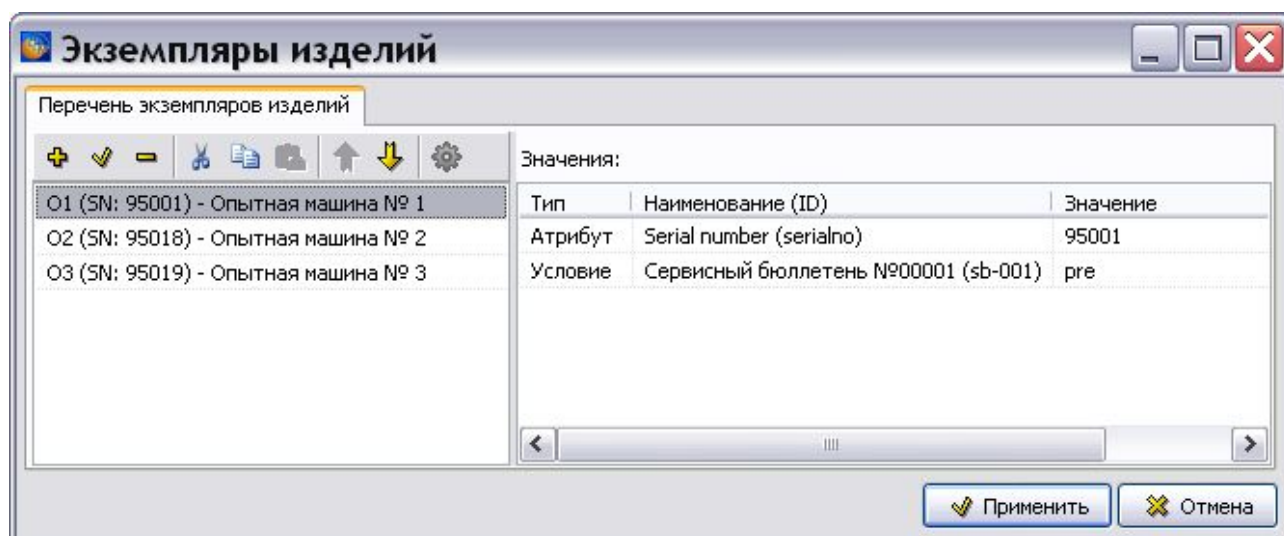 Экземпляры изделий
Перечень экземпляров изделий
Значения:
O1 (SN: 95001) - Опытная машина № 1
O2 (SN: 95018) - Опытная машина № 2
O3 (SN: 95019) - Опытная машина № 3
Тип Наименование (ID) Значение
Атрибут Serial number (serialno) 95001
Условие Сервисный бюллетень №00001 (sb-001) pre
Применить Отмена